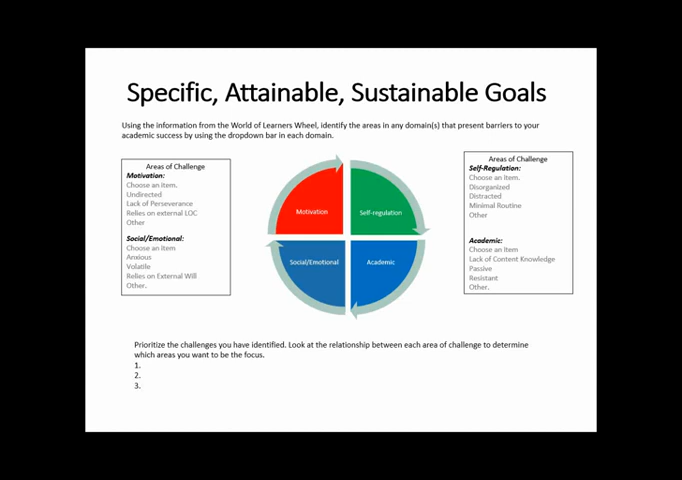 Specific, Attainable, Sustainable Goals
Using the information from the World of Learners Wheel, identify the areas in any domain(s) that present barriers to your
academic success by using the dropdown bar in each domain.
Areas of Challenge
Motivation:
Choose an item.
Undirected
Lack of Perseverance
Relies on external LOC
Other
Social/Emotional:
Choose an item
Anxious
Volatile
Relies on External Will
Other.
Motivation
Self-regulation
Social/Emotional
Academic
Areas of Challenge
Self-Regulation:
Choose an item.
Disorganized
Distracted
Minimal Routine
Other
Academic:
Choose an item
Lack of Content Knowledge
Passive
Resistant
Other.
Prioritize the challenges you have identified. Look at the relationship between each area of challenge to determine
which areas you want to be the focus.
1.
2.
3.